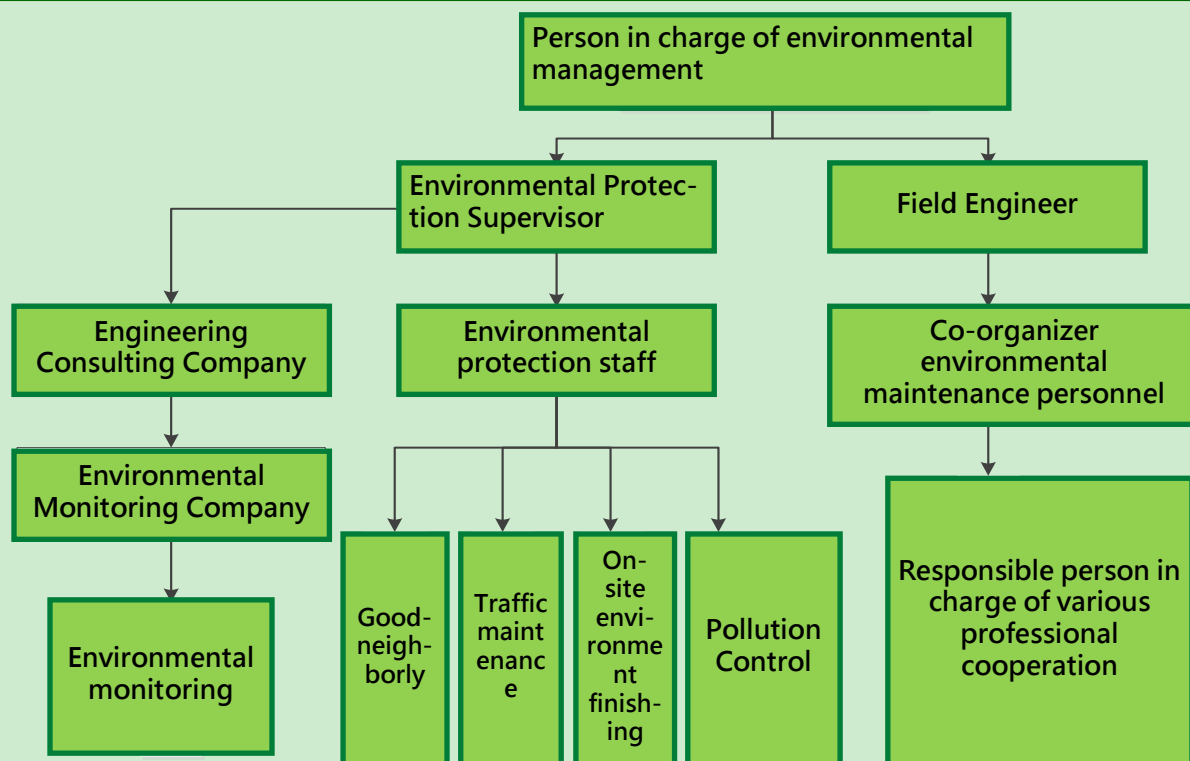 Person in charge of environmental
management
Environmental Protec-
tion Supervisor
Field Engineer
Engineering
Consulting Company
Environmental
protection staff
Co-organizer
environmental
maintenance personnel
Environmental
Monitoring Company
Environmental
monitoring
Good-
neigh-
borly
Traffic
maint
enanc
e
On-
site
envi-
ronme
nt
finish-
ing
Pollution
Control
Responsible person in
charge of various
professional
cooperation